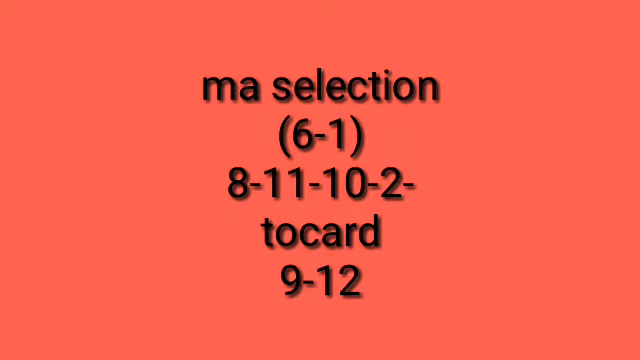 ma selection
(6-1)
8-11-10-2-
tocard
9-12